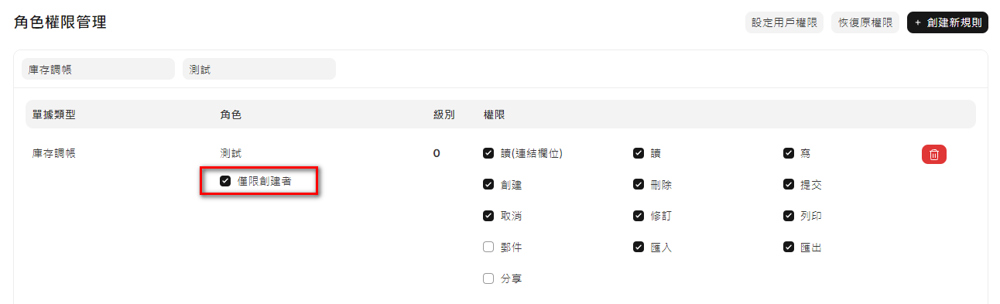 角色權限管理 設定用戶權限 恢復原權限 + 創建新規則
庫存調帳 測試
單據類型 角色 級別 權限
庫存調帳 測試 0 讀(連結欄位) 讀 寫
僅限創建者
創建 刪除 提交
取消 修訂 列印
郵件 匯入 匯出
分享